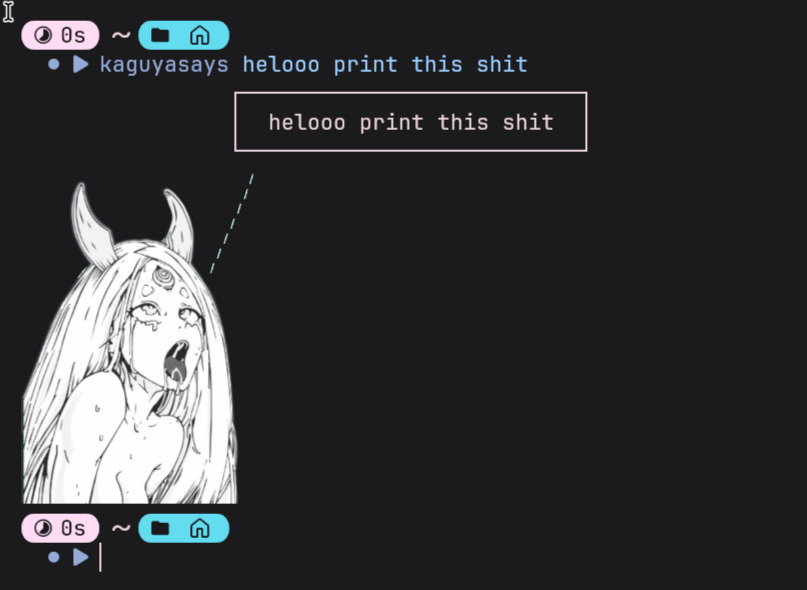 0s ~
kaguyasays helooo print this shit
helooo print this shit
0s ~